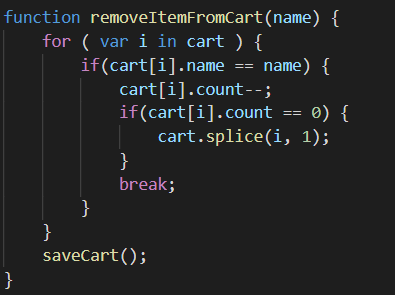 function removeItemFromCart(name) {
    for ( var i in cart ) {
        if(cart[i].name == name) {
            cart[i].count--;
            if(cart[i].count == 0) {
                cart.splice(i, 1);
            }
            break;
        }
    }
    saveCart();
}